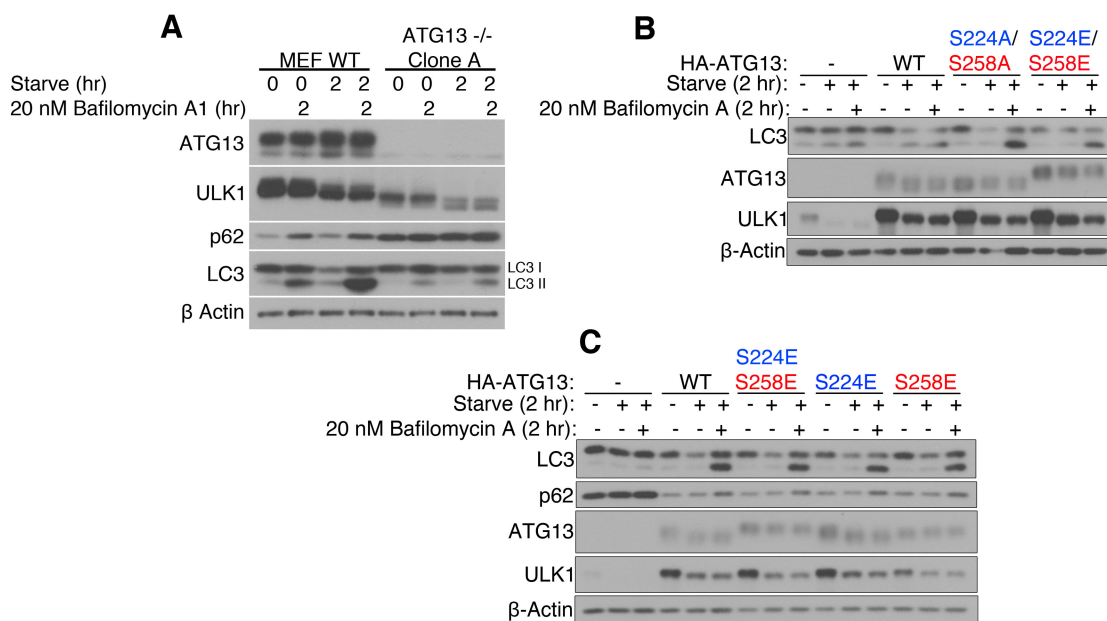 A
MEF WT
ATG13 -/-
Clone A
Starve (hr) 0 0 2 2 0 0 2 2
20 nM Bafilomycin A1 (hr) 2 2 2 2
ATG13
ULK1
p62
LC3
LC3 I
LC3 II
β Actin
B
S224A/ S224E/
HA-ATG13: - WT S258A S258E
Starve (2 hr): - + + - + + - + + - + +
20 nM Bafilomycin A (2 hr): - - + - - + - - + - - +
LC3
ATG13
ULK1
β-Actin
C
S224E
HA-ATG13: - WT S258E S224E S258E
Starve (2 hr): - + + - + + - + + - + + - + +
20 nM Bafilomycin A (2 hr): - - + - - + - - + - - + - - +
LC3
p62
ATG13
ULK1
β-Actin